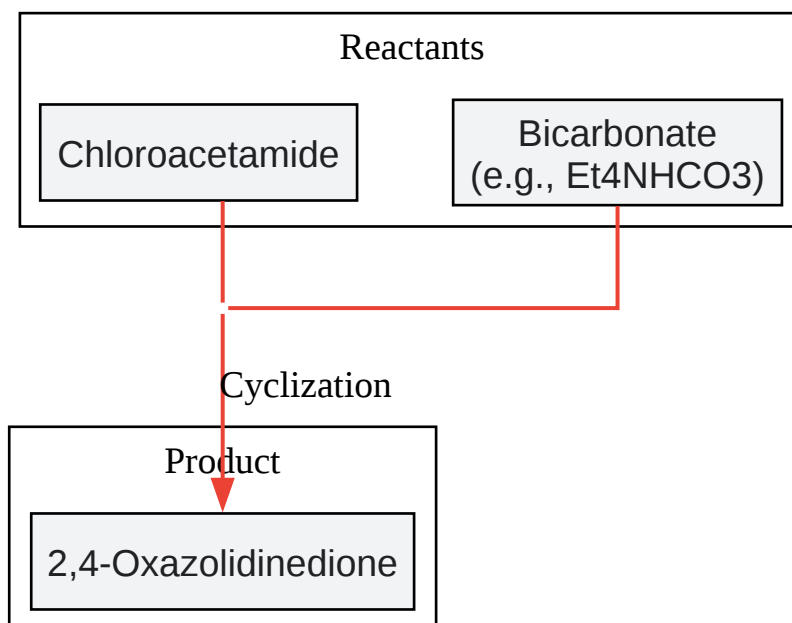 Reactants
Chloroacetamide
Bicarbonate
(e.g., Et4NHCO3)
Cyclization
Product
2,4-Oxazolidinedione